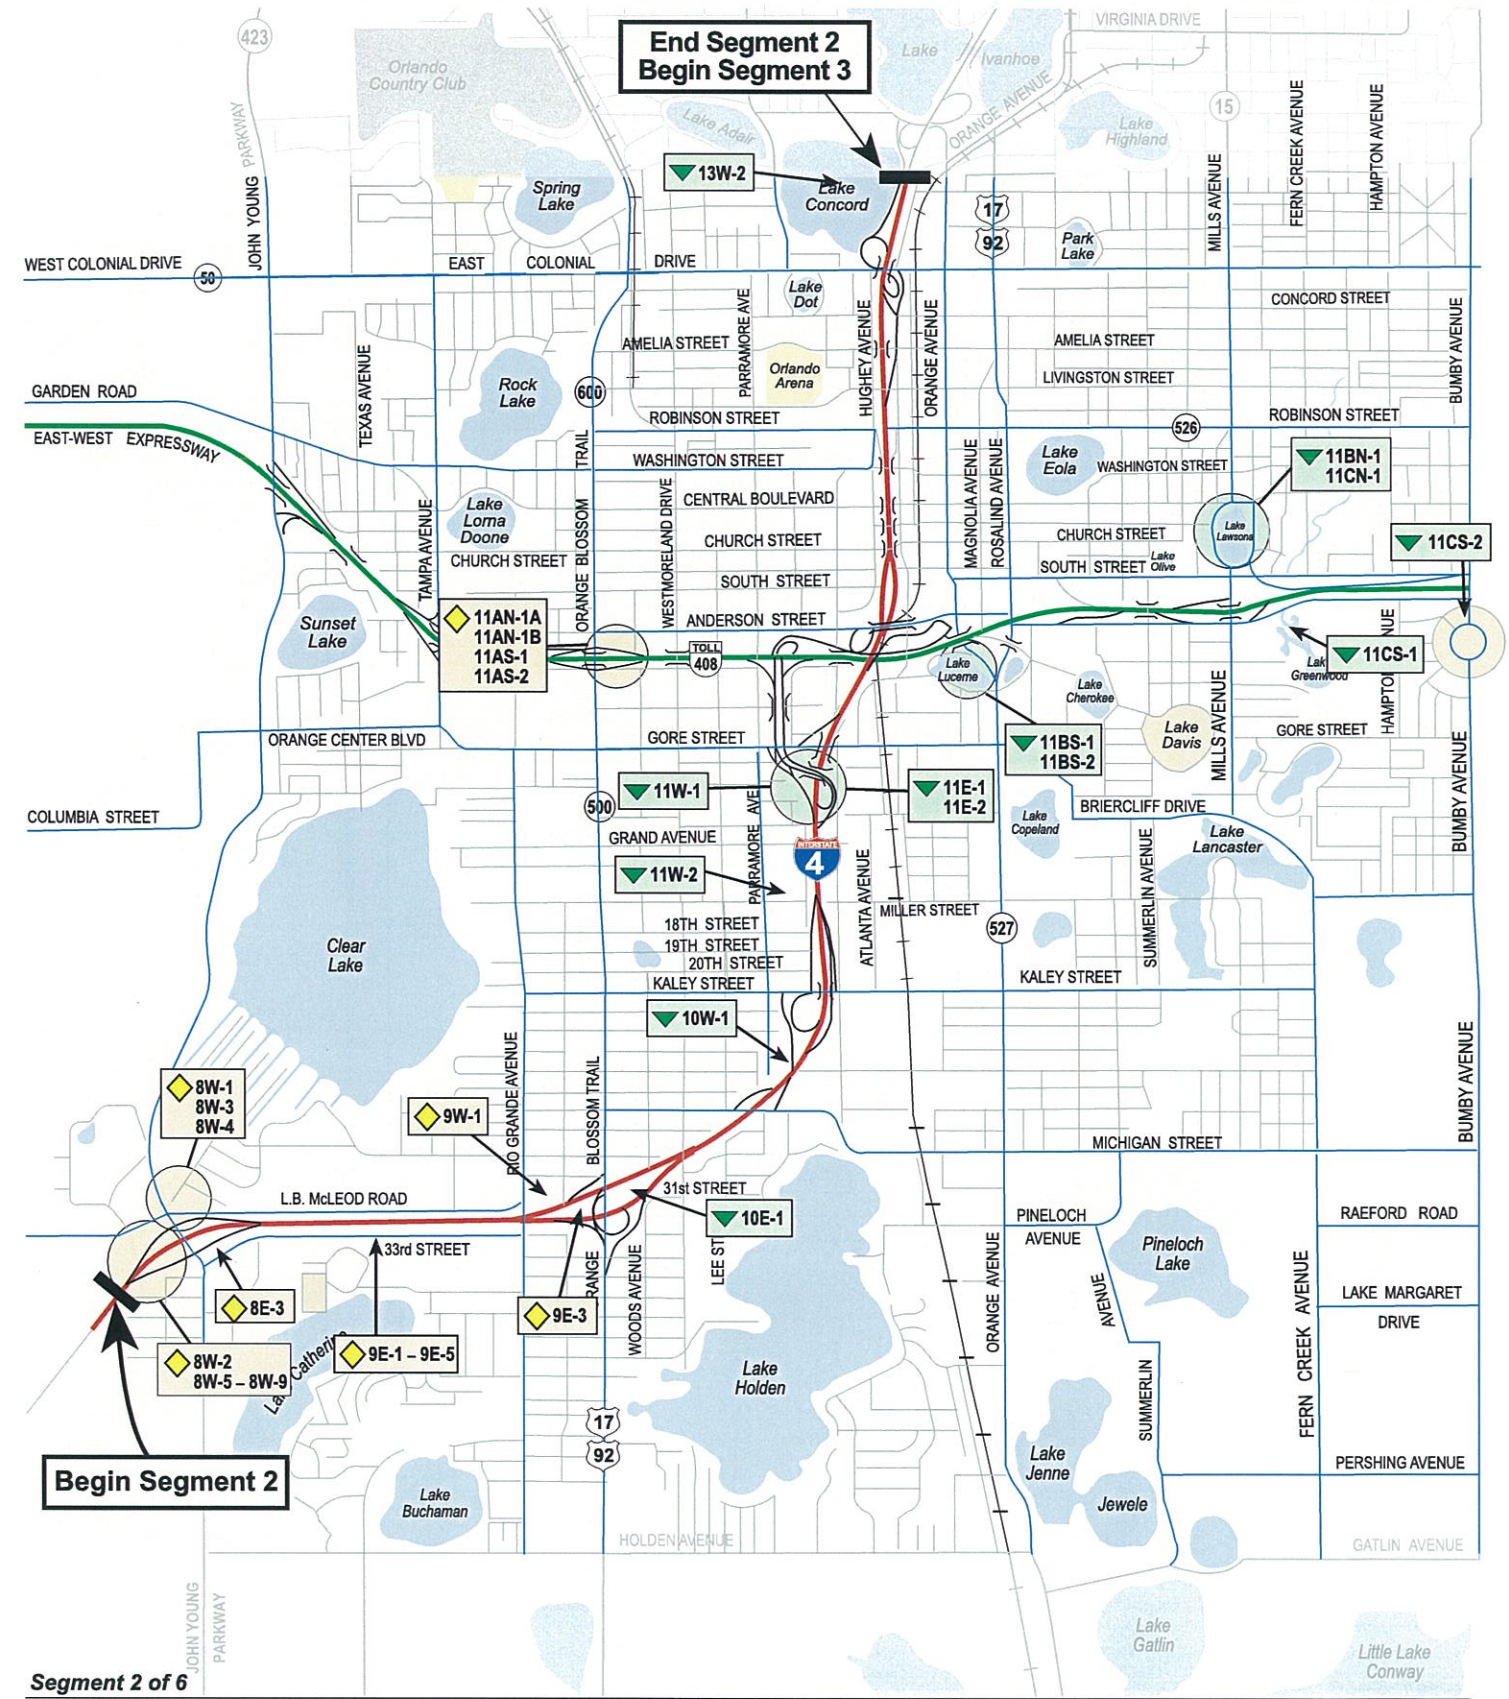 423
Orlando
Country Club
End Segment 2
Begin Segment 3
Lake
Ivanhoe
VIRGINIA DRIVE
ORANGE AVENUE
15
Lake
Highland
Lake Adair
JOHN YOUNG PARKWAY
FERN CREEK AVENUE
HAMPTON AVENUE
MILLS AVENUE
13W-2
Spring
Lake
Lake
Concord
17
92
Park
Lake
WEST COLONIAL DRIVE
50
EAST COLONIAL DRIVE
Lake
Dot
CONCORD STREET
AMELIA STREET
PARRAMORE AVE
HUGHEY AVENUE
ORANGE AVENUE
AMELIA STREET
BUMBY AVENUE
TEXAS AVENUE
Rock
Lake
Orlando
Arena
LIVINGSTON STREET
GARDEN ROAD
600
ROBINSON STREET
ROBINSON STREET
526
EAST-WEST EXPRESSWAY
WASHINGTON STREET
Lake
Eola
WASHINGTON STREET
11BN-1
11CN-1
TRAIL
BLOSSOM
ORANGE
TAMPA AVENUE
Lake
Lorna
Doone
WESTMORELAND DRIVE
CENTRAL BOULEVARD
MAGNOLIA AVENUE
ROSALIND AVENUE
Lake
Lawsona
CHURCH STREET
CHURCH STREET
CHURCH STREET
11CS-2
SOUTH STREET
SOUTH STREET
Lake
Olive
Sunset
Lake
11AN-1A
11AN-1B
11AS-1
11AS-2
ANDERSON STREET
TOLL
408
Lake
Lucerne
Lake
Cherokee
HAMPTON
NUE
11CS-1
Lak
Greenwood
ORANGE CENTER BLVD
GORE STREET
11BS-1
11BS-2
Lake
Davis
MILLS AVENUE
GORE STREET
BUMBY AVENUE
11W-1
11E-1
11E-2
COLUMBIA STREET
500
PARRAMORE AVE
Lake
Copeland
BRIERCLIFF DRIVE
GRAND AVENUE
Lake
Lancaster
INTERSTATE
4
11W-2
ATLANTA AVENUE
SUMMERLIN AVENUE
MILLER STREET
527
18TH STREET
19TH STREET
20TH STREET
Clear
Lake
KALEY STREET
KALEY STREET
10W-1
RIO GRANDE AVENUE
BLOSSOM TRAIL
BUMBY AVENUE
8W-1
8W-3
8W-4
9W-1
MICHIGAN STREET
L.B. McLEOD ROAD
31st STREET
10E-1
PINELOCH
AVENUE
RAEFORD ROAD
33rd STREET
RANGE
WOODS AVENUE
LEE ST
ORANGE AVENUE
Pineloch
Lake
AVENUE
FERN CREEK AVENUE
LAKE MARGARET
DRIVE
8E-3
9E-3
9E-1 – 9E-5
8W-2
8W-5 – 8W-9
Lake Catherine
Lake
Holden
SUMMERLIN
17
92
Lake
Jenne
PERSHING AVENUE
Begin Segment 2
Lake
Buchaman
Jewele
HOLDEN AVENUE
GATLIN AVENUE
JOHN YOUNG
PARKWAY
Lake
Gatlin
Little Lake
Conway
Segment 2 of 6